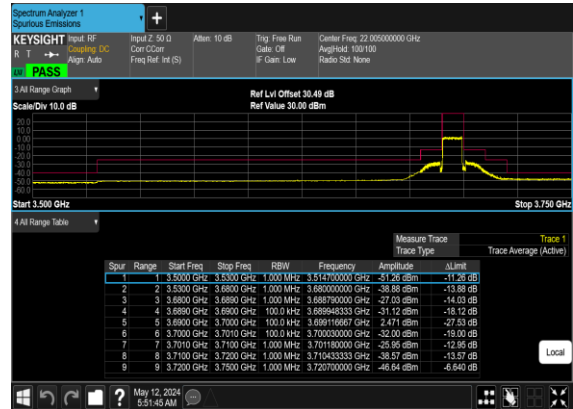 Spectrum Analyzer 1
Spurious Emissions
KEYSIGHT Input: RF Input Z: 50 Ω Atten: 10 dB Trig: Free Run Center Freq: 22.005000000 GHz
R T Coupling: DC Corr CCorr Gate: Off Avg|Hold: 100/100
Align: Auto Freq Ref: Int (S) IF Gain: Low Radio Std: None
PASS
3 All Range Graph
Ref Lvl Offset 30.49 dB
Scale/Div 10.0 dB Ref Value 30.00 dBm
20.0
10.0
0.00
-10.0
-20.0
-30.0
-40.0
-50.0
-60.0
Start 3.500 GHz Stop 3.750 GHz
4 All Range Table
Measure Trace Trace 1
Trace Type Trace Average (Active)
Spur Range Start Freq Stop Freq RBW Frequency Amplitude ΔLimit
1 1 3.5000 GHz 3.5300 GHz 1.000 MHz 3.514700000 GHz -51.26 dBm -11.26 dB
2 2 3.5300 GHz 3.6800 GHz 1.000 MHz 3.680000000 GHz -38.88 dBm -13.88 dB
3 3 3.6800 GHz 3.6890 GHz 1.000 MHz 3.688790000 GHz -27.03 dBm -14.03 dB
4 4 3.6890 GHz 3.6900 GHz 100.0 kHz 3.689948333 GHz -31.12 dBm -18.12 dB
5 5 3.6900 GHz 3.7000 GHz 100.0 kHz 3.699116667 GHz 2.471 dBm -27.53 dB
6 6 3.7000 GHz 3.7010 GHz 100.0 kHz 3.700030000 GHz -32.00 dBm -19.00 dB
7 7 3.7010 GHz 3.7100 GHz 1.000 MHz 3.701180000 GHz -25.95 dBm -12.95 dB
8 8 3.7100 GHz 3.7200 GHz 1.000 MHz 3.710433333 GHz -38.57 dBm -13.57 dB
9 9 3.7200 GHz 3.7500 GHz 1.000 MHz 3.720700000 GHz -46.64 dBm -6.640 dB
Local
May 12, 2024
5:51:45 AM